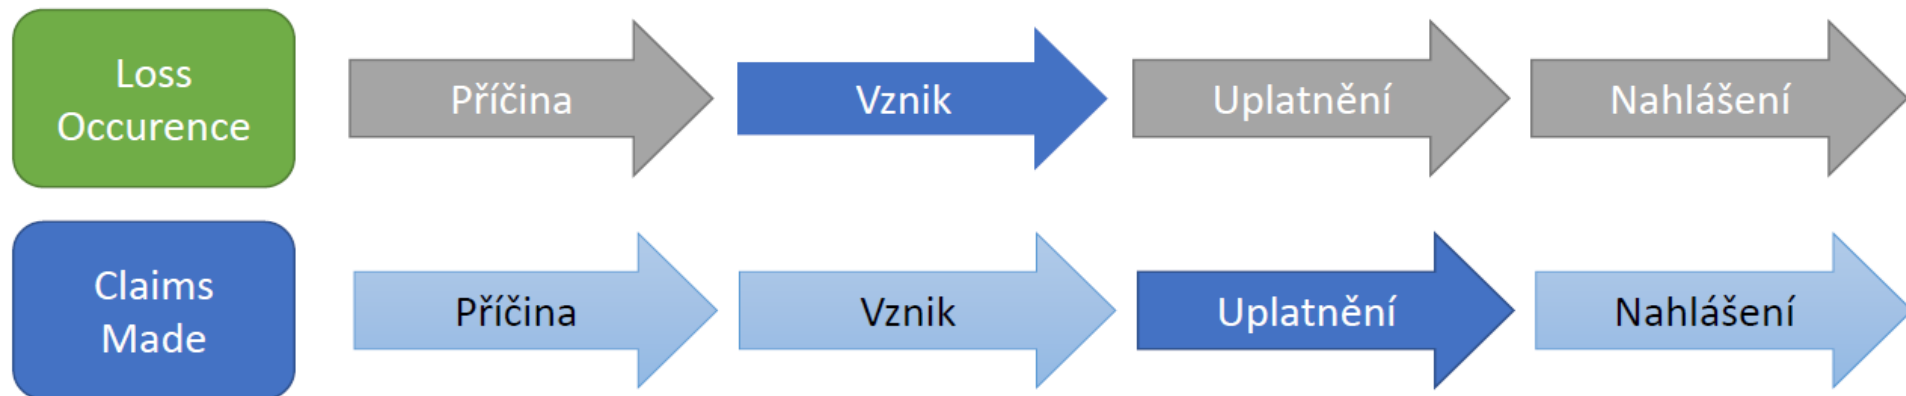 Loss
Occurence
Příčina
Vznik
Uplatnění
Nahlášení
Claims
Made
Příčina
Vznik
Uplatnění
Nahlášení